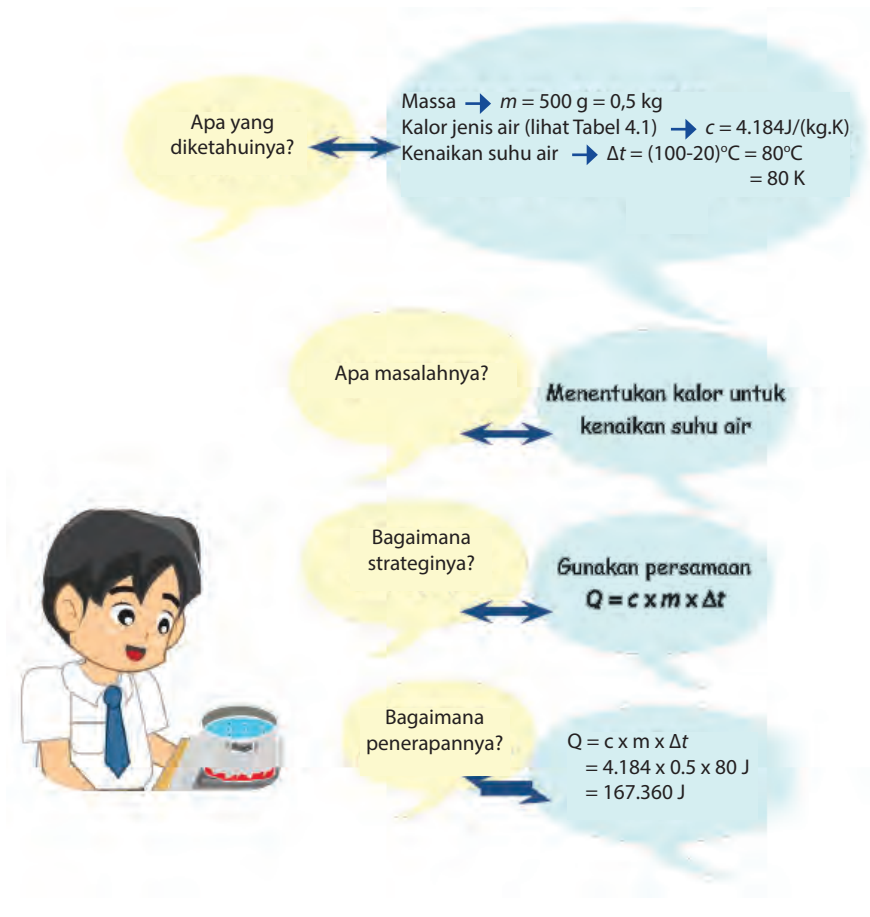 Apa yang
diketahuinya?
Massa → m = 500 g = 0,5 kg
Kalor jenis air (lihat Tabel 4.1) → c = 4.184J/(kg.K)
Kenaikan suhu air → Δt = (100-20)°C = 80°C
= 80 K
Apa masalahnya?
Menentukan kalor untuk
kenaikan suhu air
Bagaimana
strateginya?
Gunakan persamaan
Q = c x m x Δt
Bagaimana
penerapannya?
Q = c x m x Δt
= 4.184 x 0.5 x 80 J
= 167.360 J